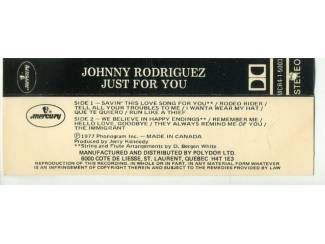 mercury
JOHNNY RODRIGUEZ
JUST FOR YOU
STEREO
mercury
SIDE 1 – SAVIN' THIS LOVE SONG FOR YOU** / RODEO RIDER /
TELL ALL YOUR TROUBLES TO ME / I WANTA WEAR MY HAT /
QUE TE QUIERO / RUN LIKE A THIEF
SIDE 2 – WE BELIEVE IN HAPPY ENDINGS** / REMEMBER ME /
HELLO LOVE, GOODBYE / THEY ALWAYS REMIND ME OF YOU /
THE IMMIGRANT
Ⓟ1977 Phonogram Inc. – MADE IN CANADA
Produced by Jerry Kennedy
**String and Flute Arrangements by D. Bergen White
MANUFACTURED AND DISTRIBUTED BY POLYDOR LTD.
6000 COTE DE LIESSE, ST. LAURENT, QUEBEC H4T 1E3
REPRODUCTION OF THIS RECORDING, IN WHOLE OR IN PART, IN ANY MATERIAL FORM WHATEVER
IS AN INFRINGEMENT OF COPYRIGHT THEREIN AND SUBJECT TO THE REMEDIES PROVIDED BY LAW